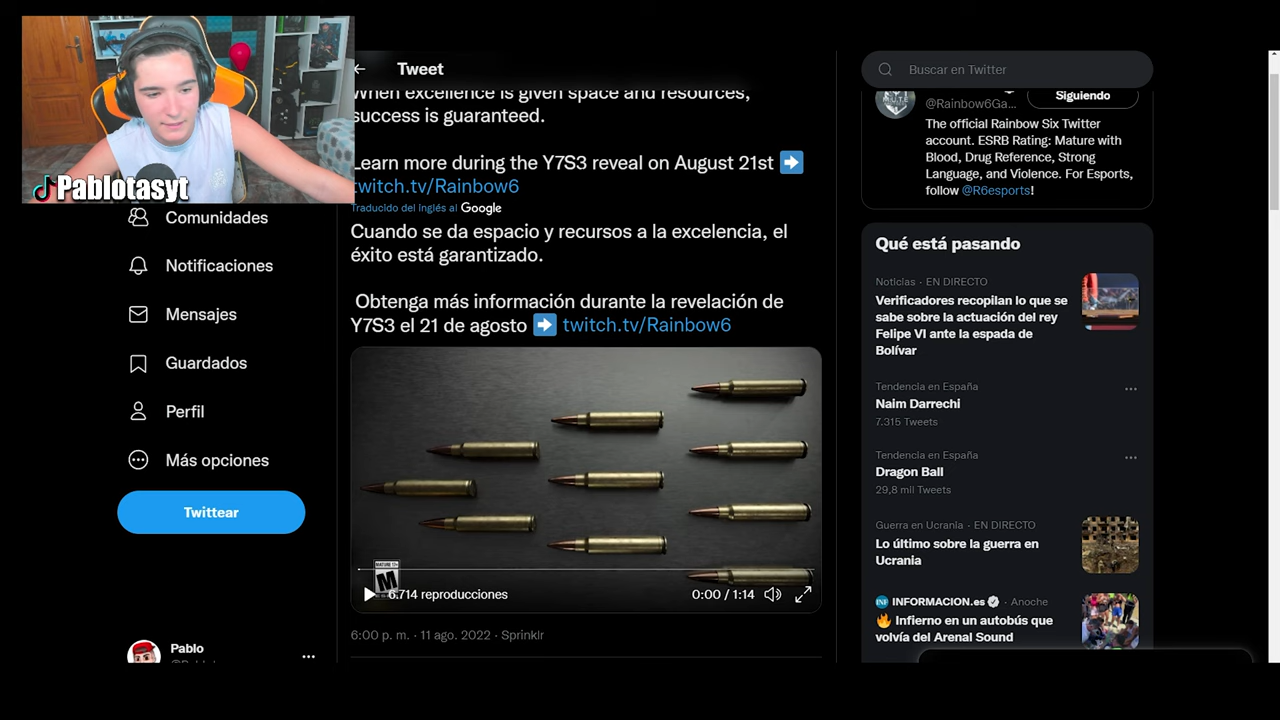 Pablotasyt
Tweet
When excellence is given space and resources,
success is guaranteed.
Learn more during the Y7S3 reveal on August 21st ➡
twitch.tv/Rainbow6
Traducido del inglés al Google
Cuando se da espacio y recursos a la excelencia, el
éxito está garantizado.
Obtenga más información durante la revelación de
Y7S3 el 21 de agosto ➡ twitch.tv/Rainbow6
MATURE 17+
M
6.714 reproducciones
0:00 / 1:14
6:00 p. m. · 11 ago. 2022 · Sprinklr
Comunidades
Notificaciones
Mensajes
Guardados
Perfil
Más opciones
Twittear
Pablo
Buscar en Twitter
@Rainbow6Ga...
Siguiendo
The official Rainbow Six Twitter
account. ESRB Rating: Mature with
Blood, Drug Reference, Strong
Language, and Violence. For Esports,
follow @R6esports!
Qué está pasando
Noticias · EN DIRECTO
Verificadores recopilan lo que se
sabe sobre la actuación del rey
Felipe VI ante la espada de
Bolívar
Tendencia en España
Naim Darrechi
7.315 Tweets
Tendencia en España
Dragon Ball
29,8 mil Tweets
Guerra en Ucrania · EN DIRECTO
Lo último sobre la guerra en
Ucrania
INF INFORMACION.es · Anoche
🔥 Infierno en un autobús que
volvía del Arenal Sound